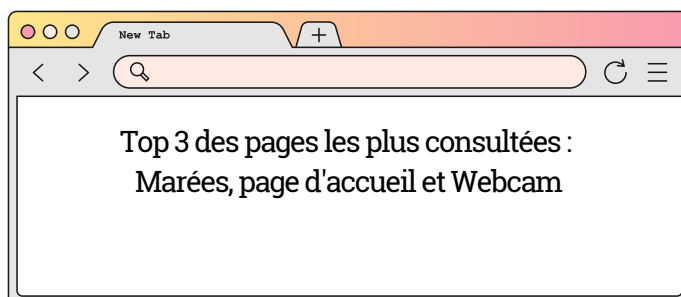 New Tab
Top 3 des pages les plus consultées :
Marées, page d'accueil et Webcam